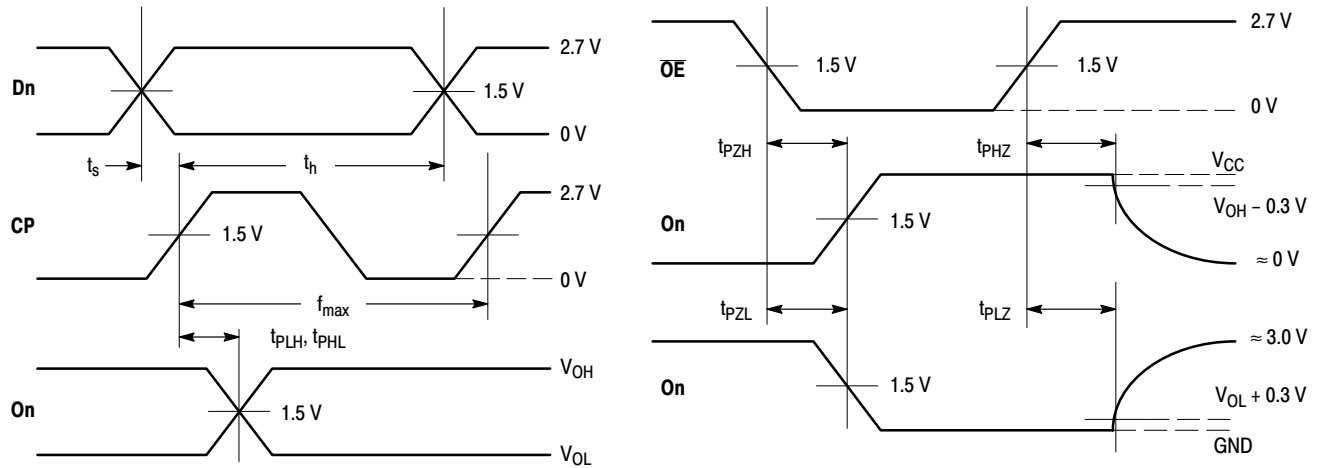 2.7 V
Dn
1.5 V
0 V
ts
th
2.7 V
CP
1.5 V
0 V
fmax
tPLH, tPHL
VOH
On
1.5 V
VOL
2.7 V
OE
1.5 V
1.5 V
0 V
tPZH
tPHZ
VCC
VOH – 0.3 V
On
1.5 V
≈ 0 V
tPZL
tPLZ
≈ 3.0 V
On
1.5 V
VOL + 0.3 V
GND